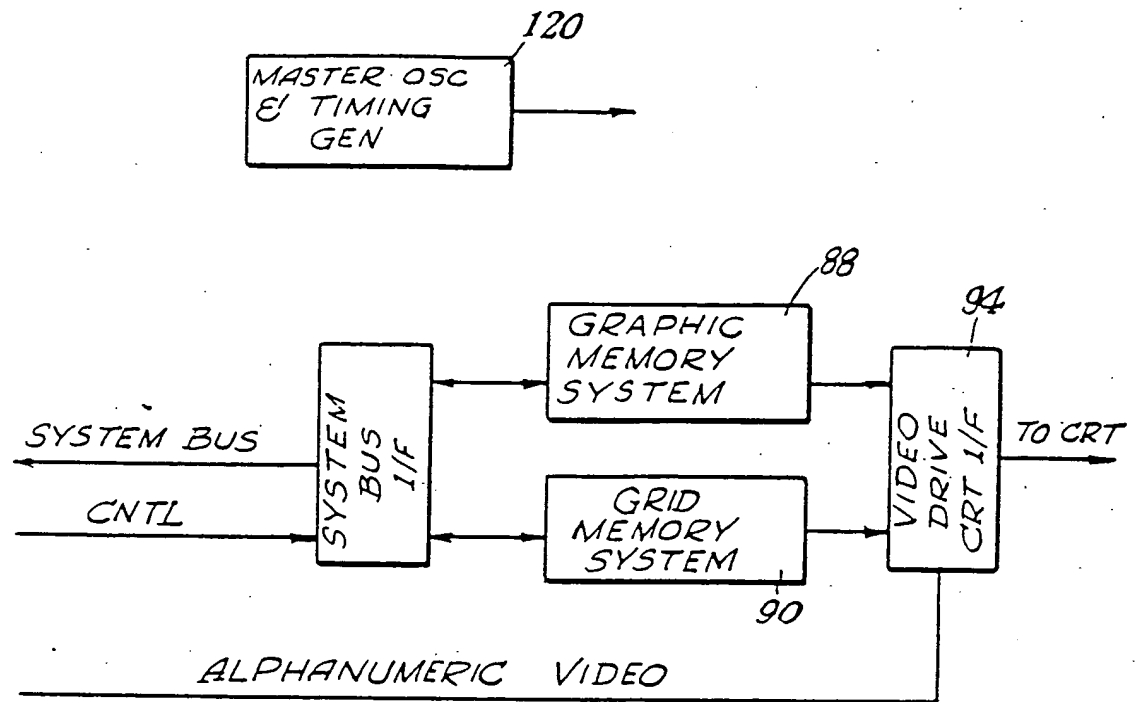 120
MASTER OSC
& TIMING
GEN
88
GRAPHIC
MEMORY
SYSTEM
94
VIDEO
DRIVE
CRT I/F
TO CRT
SYSTEM BUS
CNTL
SYSTEM
BUS
I/F
GRID
MEMORY
SYSTEM
90
ALPHANUMERIC VIDEO